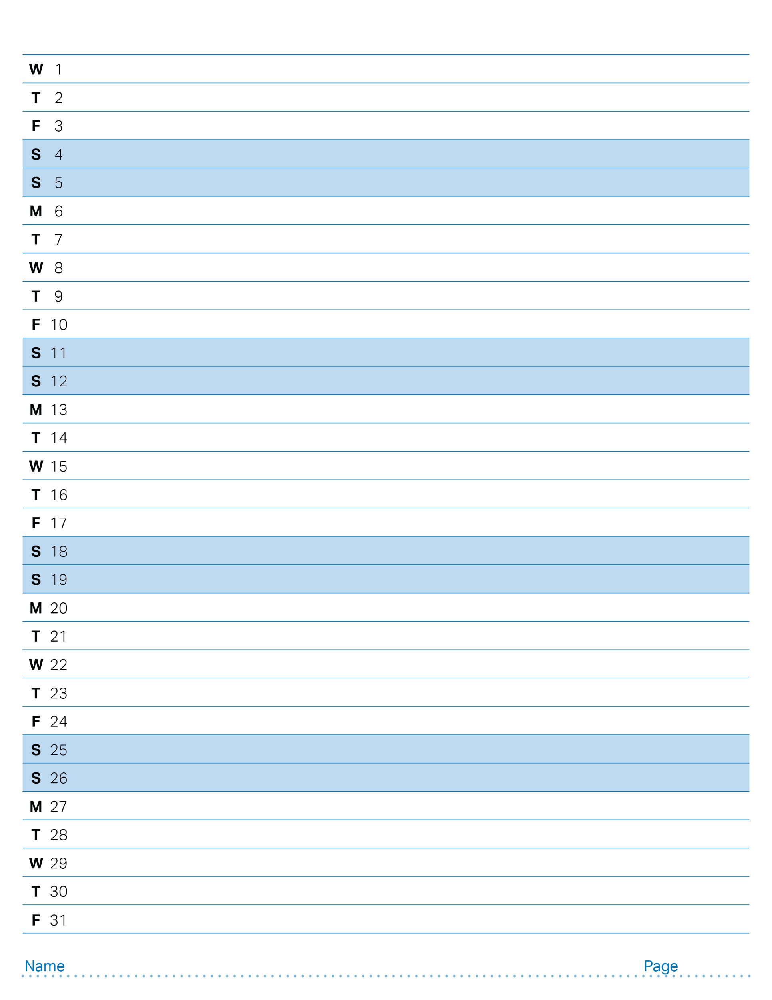 W 1
T 2
F 3
S 4
S 5
M 6
T 7
W 8
T 9
F 10
S 11
S 12
M 13
T 14
W 15
T 16
F 17
S 18
S 19
M 20
T 21
W 22
T 23
F 24
S 25
S 26
M 27
T 28
W 29
T 30
F 31
Name Page